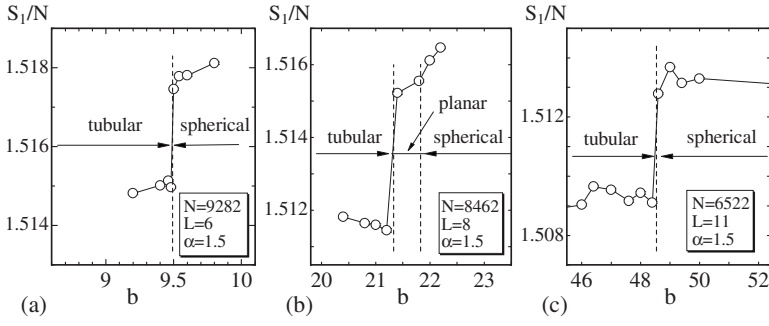 S₁/N
1.518
1.516
1.514
tubular
spherical
N=9282
L=6
α=1.5
9
9.5
10
(a)
b
S₁/N
1.516
1.514
1.512
planar
tubular
spherical
N=8462
L=8
α=1.5
20
21
22
23
(b)
b
S₁/N
1.512
1.508
tubular
spherical
N=6522
L=11
α=1.5
46
48
50
52
(c)
b